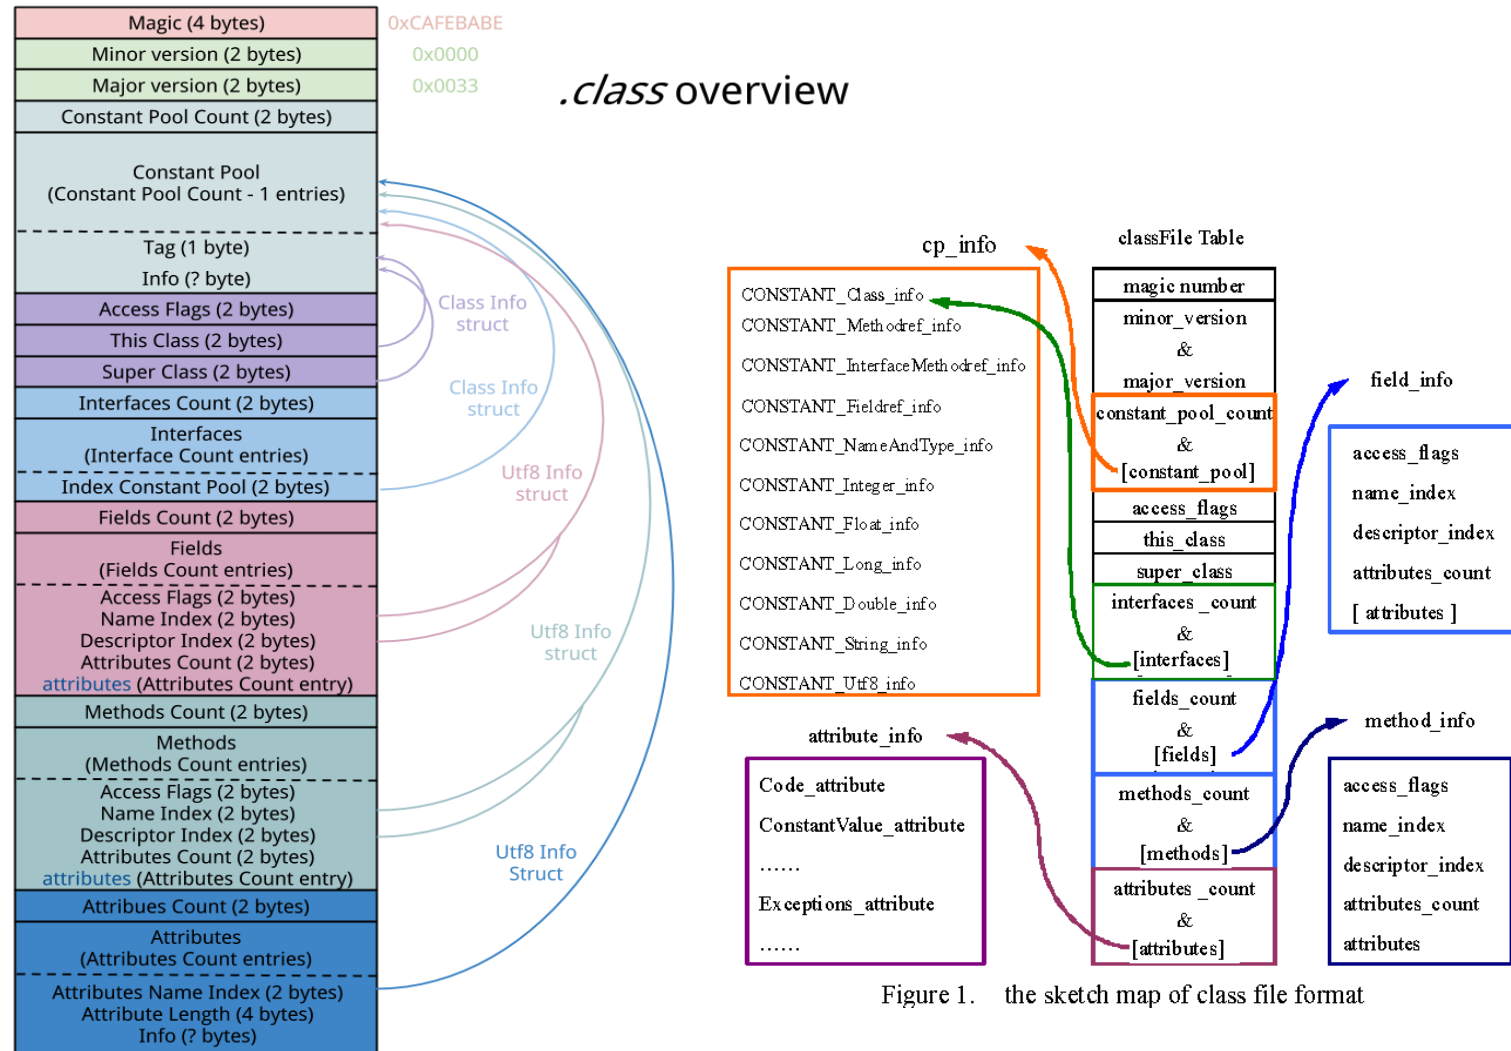 Magic (4 bytes)
0xCAFEBABE
Minor version (2 bytes)
0x0000
Major version (2 bytes)
0x0033
.class overview
Constant Pool Count (2 bytes)
Constant Pool
(Constant Pool Count - 1 entries)
Tag (1 byte)
Info (? byte)
Access Flags (2 bytes)
This Class (2 bytes)
Super Class (2 bytes)
Interfaces Count (2 bytes)
Interfaces
(Interface Count entries)
Index Constant Pool (2 bytes)
Fields Count (2 bytes)
Fields
(Fields Count entries)
Access Flags (2 bytes)
Name Index (2 bytes)
Descriptor Index (2 bytes)
Attributes Count (2 bytes)
attributes (Attributes Count entry)
Methods Count (2 bytes)
Methods
(Methods Count entries)
Access Flags (2 bytes)
Name Index (2 bytes)
Descriptor Index (2 bytes)
Attributes Count (2 bytes)
attributes (Attributes Count entry)
Attribues Count (2 bytes)
Attributes
(Attributes Count entries)
Attributes Name Index (2 bytes)
Attribute Length (4 bytes)
Info (? bytes)
Class Info
struct
Class Info
struct
Utf8 Info
struct
Utf8 Info
struct
Utf8 Info
Struct
cp_info
CONSTANT_Class_info
CONSTANT_Methodref_info
CONSTANT_InterfaceMethodref_info
CONSTANT_Fieldref_info
CONSTANT_NameAndType_info
CONSTANT_Integer_info
CONSTANT_Float_info
CONSTANT_Long_info
CONSTANT_Double_info
CONSTANT_String_info
CONSTANT_Utf8_info
attribute_info
Code_attribute
ConstantValue_attribute
......
Exceptions_attribute
......
classFile Table
magic number
minor_version
&
major_version
constant_pool_count
&
[constant_pool]
access_flags
this_class
super_class
interfaces_count
&
[interfaces]
fields_count
&
[fields]
methods_count
&
[methods]
attributes_count
&
[attributes]
field_info
access_flags
name_index
descriptor_index
attributes_count
[ attributes ]
method_info
access_flags
name_index
descriptor_index
attributes_count
attributes
Figure 1. the sketch map of class file format